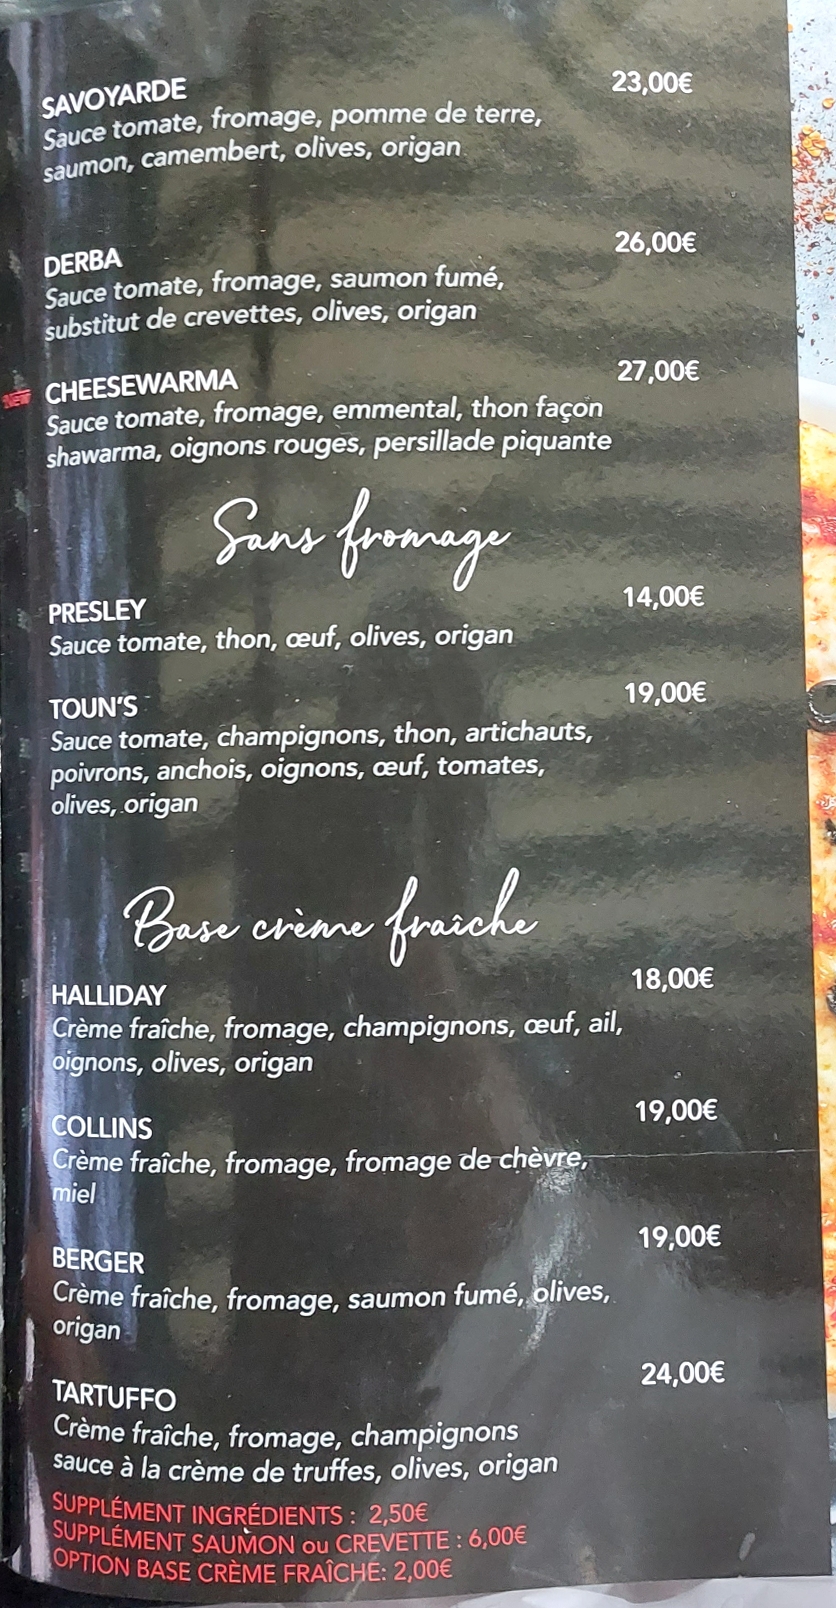 SAVOYARDE 23,00€
Sauce tomate, fromage, pomme de terre,
saumon, camembert, olives, origan
DERBA 26,00€
Sauce tomate, fromage, saumon fumé,
substitut de crevettes, olives, origan
New CHEESEWARMA 27,00€
Sauce tomate, fromage, emmental, thon façon
shawarma, oignons rouges, persillade piquante
Sans fromage
PRESLEY 14,00€
Sauce tomate, thon, œuf, olives, origan
TOUN'S 19,00€
Sauce tomate, champignons, thon, artichauts,
poivrons, anchois, oignons, œuf, tomates,
olives, origan
Base crème fraîche
HALLIDAY 18,00€
Crème fraîche, fromage, champignons, œuf, ail,
oignons, olives, origan
COLLINS 19,00€
Crème fraîche, fromage, fromage de chèvre,
miel
BERGER 19,00€
Crème fraîche, fromage, saumon fumé, olives,
origan
TARTUFFO 24,00€
Crème fraîche, fromage, champignons
sauce à la crème de truffes, olives, origan
SUPPLÉMENT INGRÉDIENTS : 2,50€
SUPPLÉMENT SAUMON ou CREVETTE : 6,00€
OPTION BASE CRÈME FRAÎCHE: 2,00€